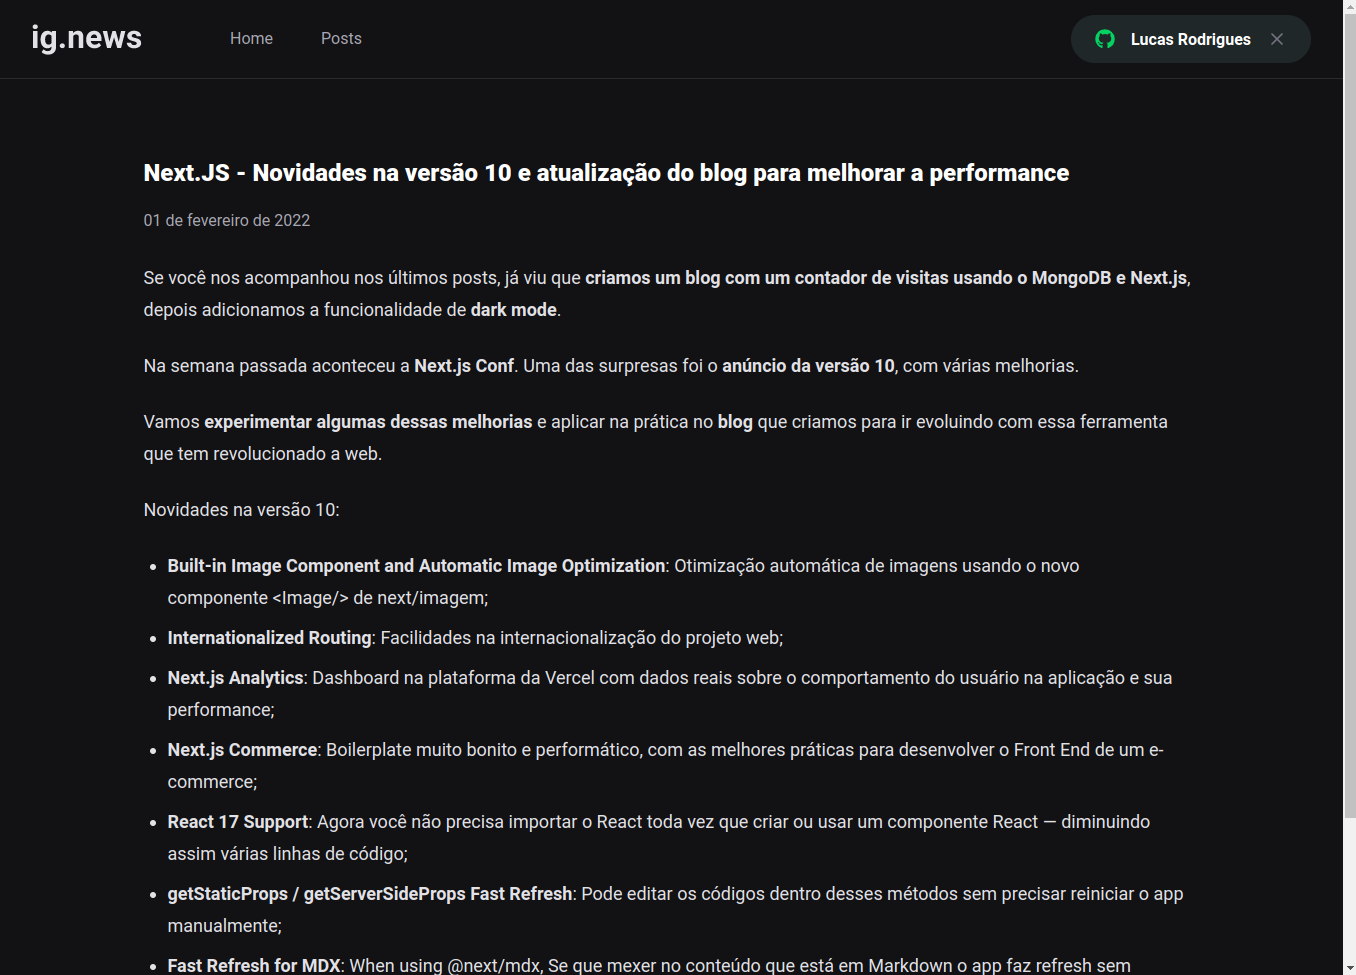 ig.news
Home
Posts
Lucas Rodrigues
Next.JS - Novidades na versão 10 e atualização do blog para melhorar a performance
01 de fevereiro de 2022
Se você nos acompanhou nos últimos posts, já viu que criamos um blog com um contador de visitas usando o MongoDB e Next.js,
depois adicionamos a funcionalidade de dark mode.
Na semana passada aconteceu a Next.js Conf. Uma das surpresas foi o anúncio da versão 10, com várias melhorias.
Vamos experimentar algumas dessas melhorias e aplicar na prática no blog que criamos para ir evoluindo com essa ferramenta
que tem revolucionado a web.
Novidades na versão 10:
• Built-in Image Component and Automatic Image Optimization: Otimização automática de imagens usando o novo
componente <Image/> de next/imagem;
• Internationalized Routing: Facilidades na internacionalização do projeto web;
• Next.js Analytics: Dashboard na plataforma da Vercel com dados reais sobre o comportamento do usuário na aplicação e sua
performance;
• Next.js Commerce: Boilerplate muito bonito e performático, com as melhores práticas para desenvolver o Front End de um e-
commerce;
• React 17 Support: Agora você não precisa importar o React toda vez que criar ou usar um componente React — diminuindo
assim várias linhas de código;
• getStaticProps / getServerSideProps Fast Refresh: Pode editar os códigos dentro desses métodos sem precisar reiniciar o app
manualmente;
• Fast Refresh for MDX: When using @next/mdx, Se que mexer no conteúdo que está em Markdown o app faz refresh sem